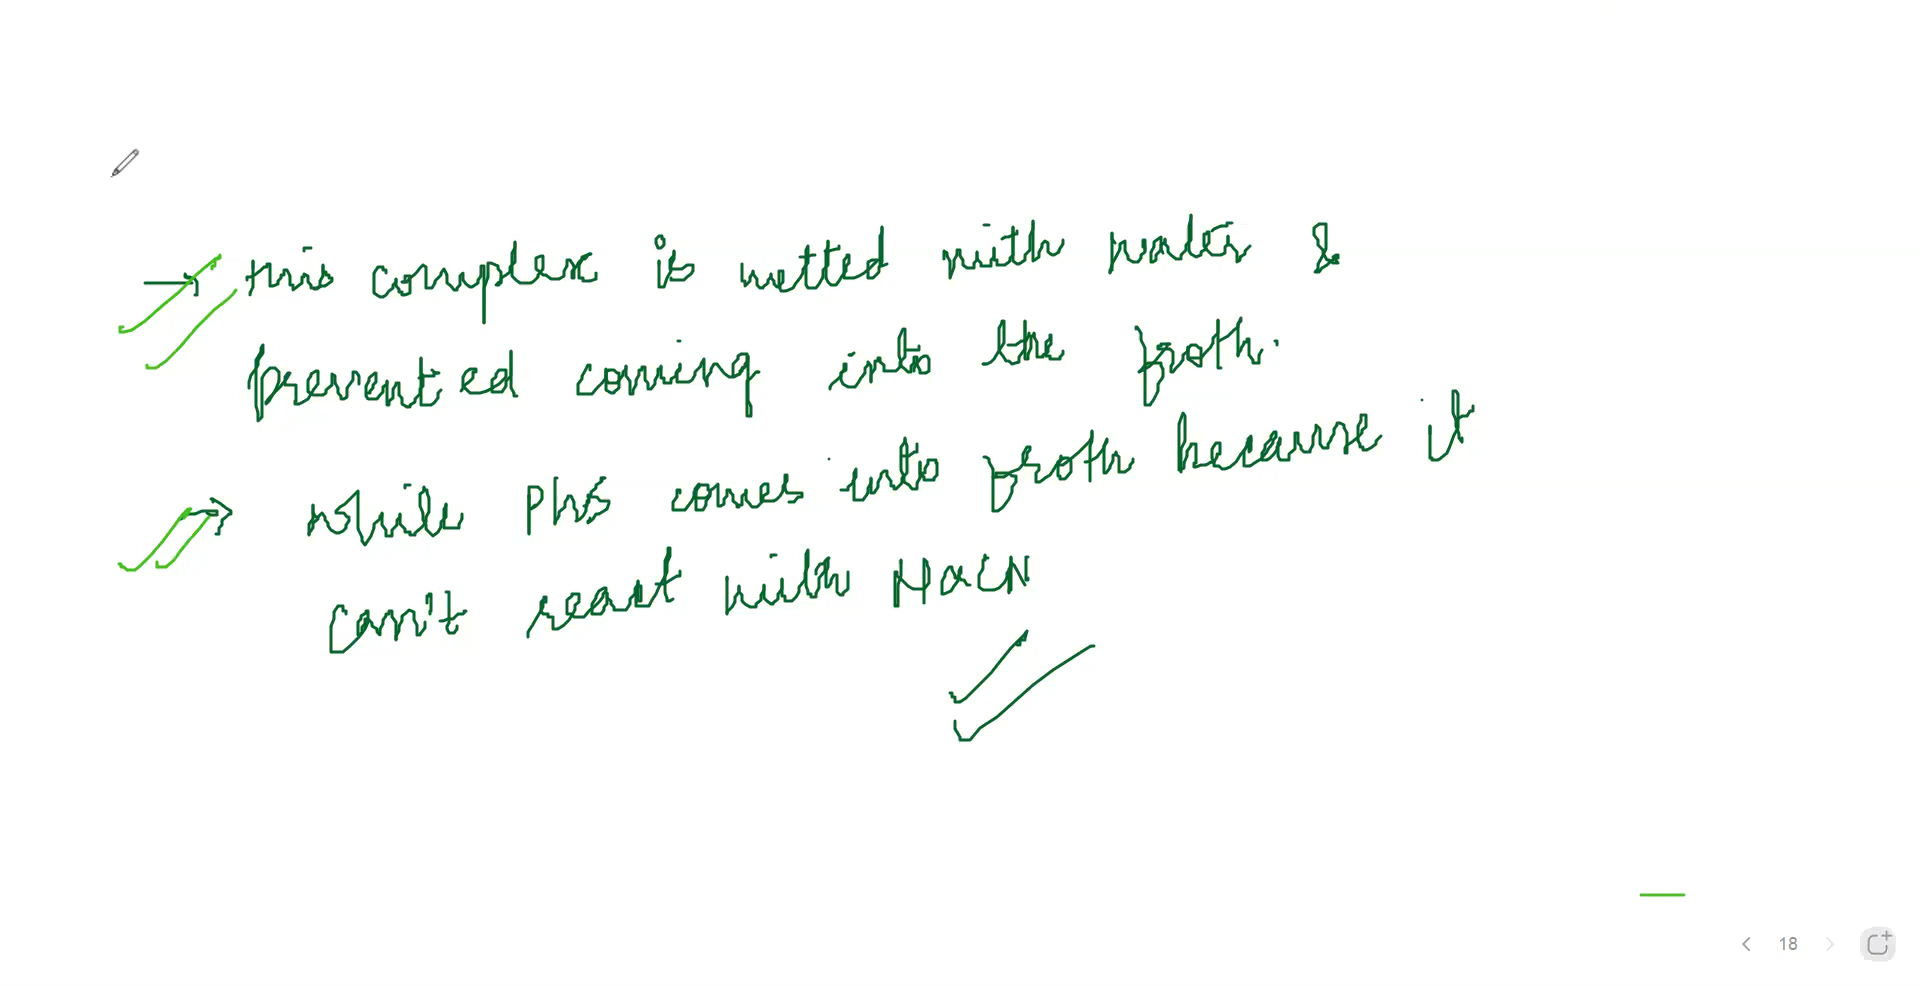 → this complex is wetted with water &
prevented coming into the froth.
→ while PbS comes into froth because it
can't react with NaCN
18